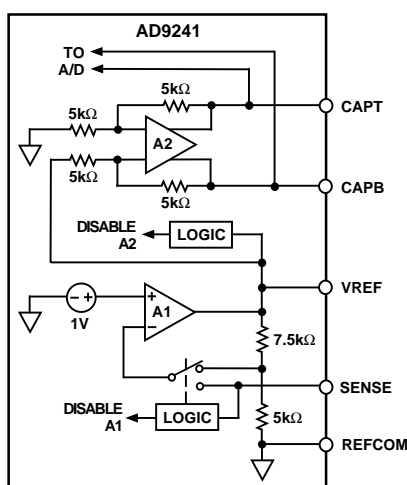 AD9241
TO
A/D
5kΩ
CAPT
5kΩ
A2
5kΩ
5kΩ
CAPB
DISABLE
A2
LOGIC
VREF
– +
1V
+
A1
–
7.5kΩ
SENSE
DISABLE
A1
LOGIC
5kΩ
REFCOM